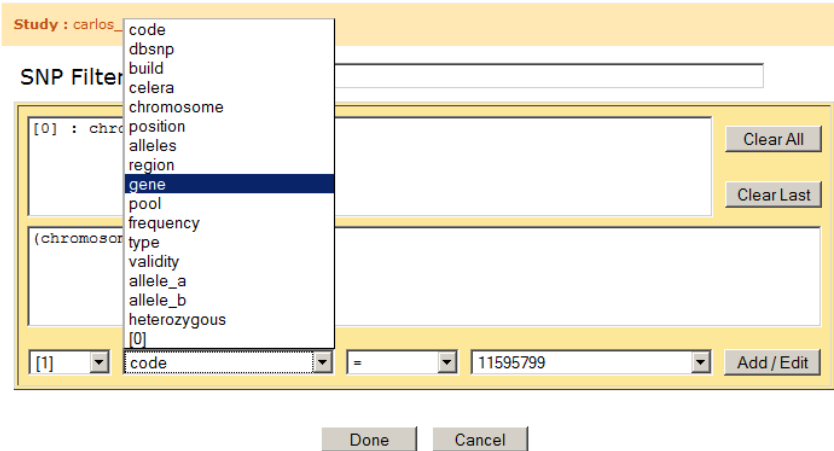 Study : carlos_
SNP Filter
code
dbsnp
build
celera
chromosome
position
alleles
region
gene
pool
frequency
type
validity
allele_a
allele_b
heterozygous
[0]
[0] : chro
Clear All
Clear Last
(chromosom
[1] code = 11595799 Add / Edit
Done Cancel